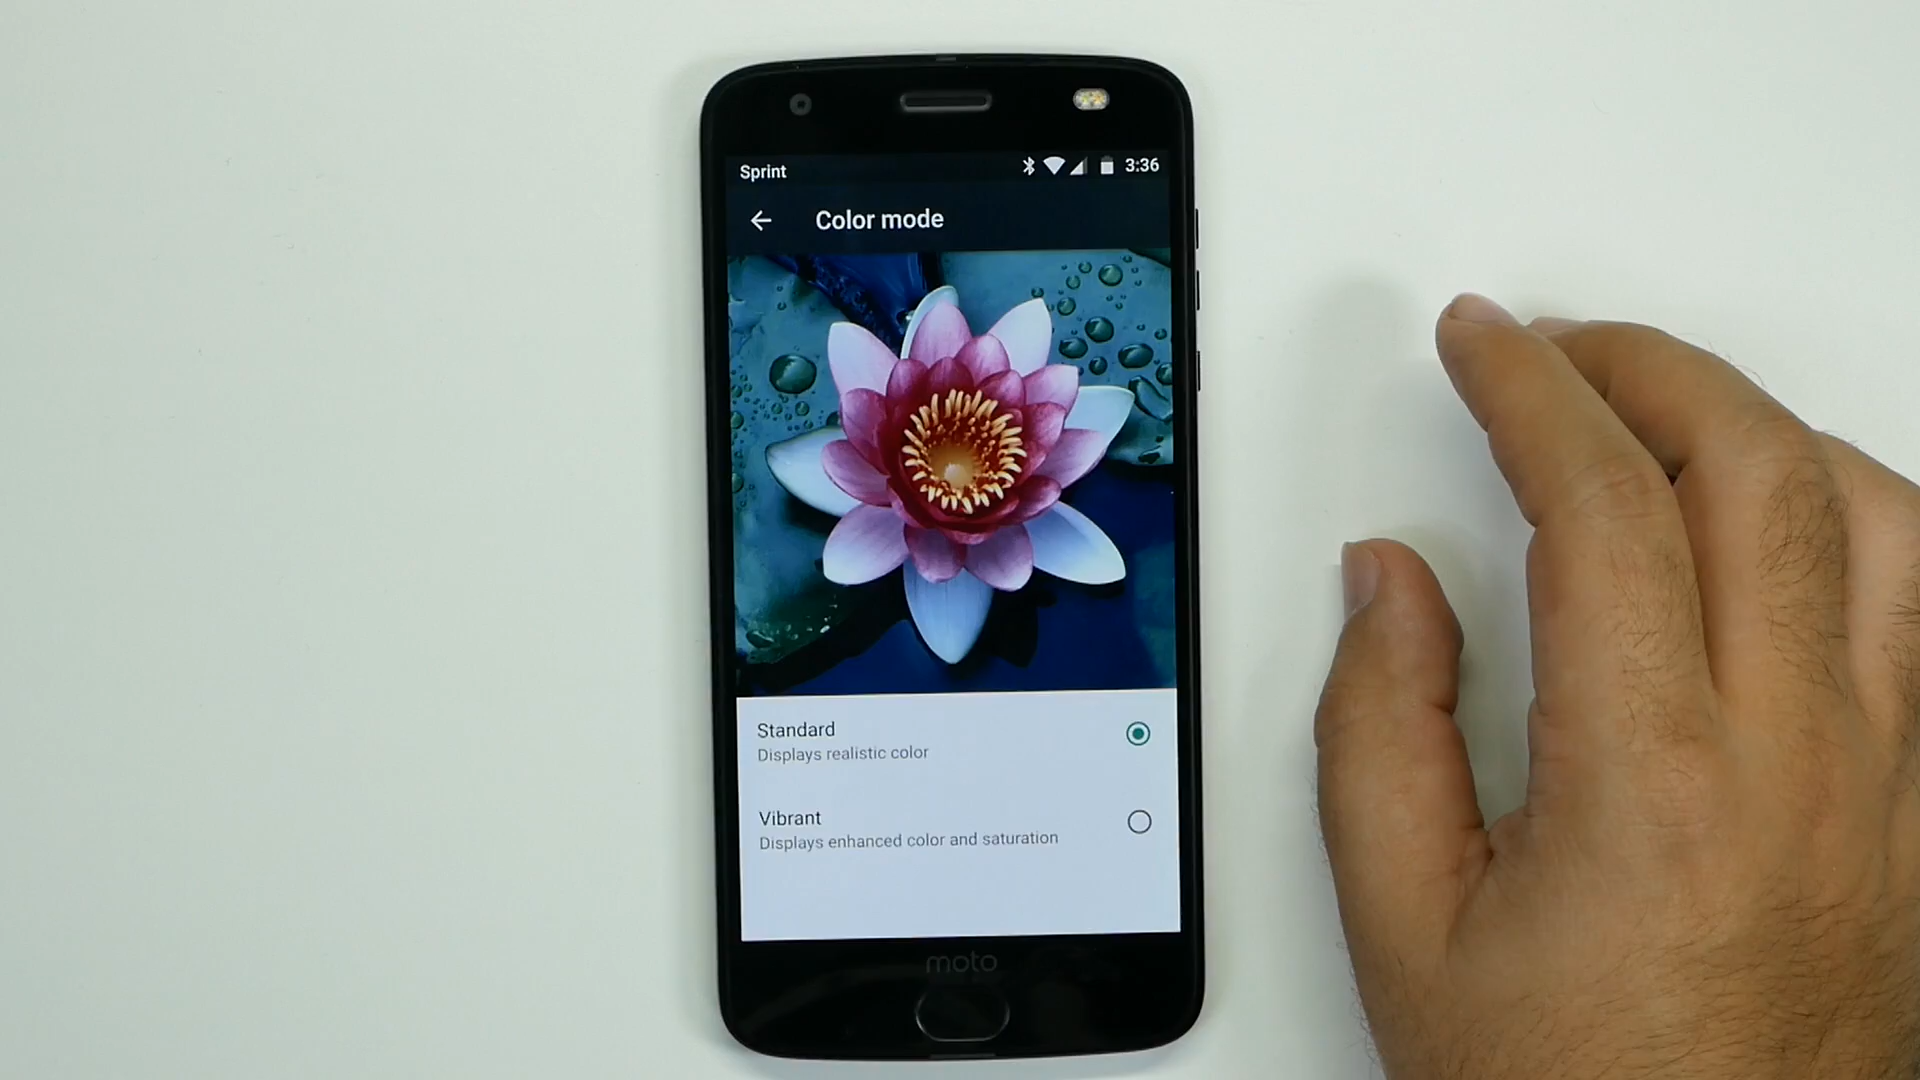 Sprint
3:36
Color mode
Standard
Displays realistic color
Vibrant
Displays enhanced color and saturation
moto